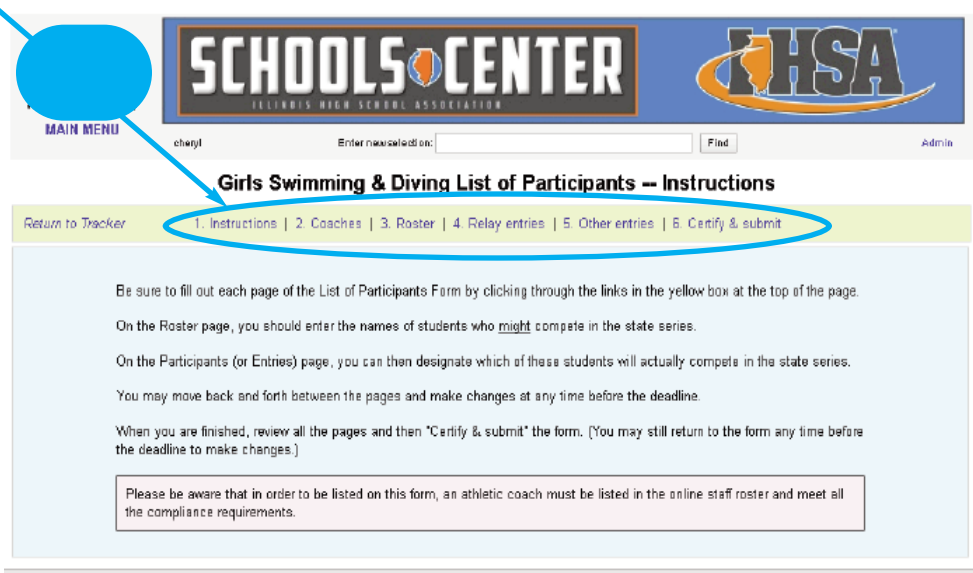 SCHOOLS CENTER
ILLINOIS HIGH SCHOOL ASSOCIATION
IHSA
MAIN MENU
cheryl Enter new selection: Find Admin
Girls Swimming & Diving List of Participants -- Instructions
Return to Tracker 1. Instructions | 2. Coaches | 3. Roster | 4. Relay entries | 5. Other entries | 6. Certify & submit
Be sure to fill out each page of the List of Participants Form by clicking through the links in the yellow box at the top of the page.
On the Roster page, you should enter the names of students who might compete in the state series.
On the Participants (or Entries) page, you can then designate which of these students will actually compete in the state series.
You may move back and forth between the pages and make changes at any time before the deadline.
When you are finished, review all the pages and then "Certify & submit" the form. (You may still return to the form any time before
the deadline to make changes.)
Please be aware that in order to be listed on this form, an athletic coach must be listed in the online staff roster and meet all
the compliance requirements.